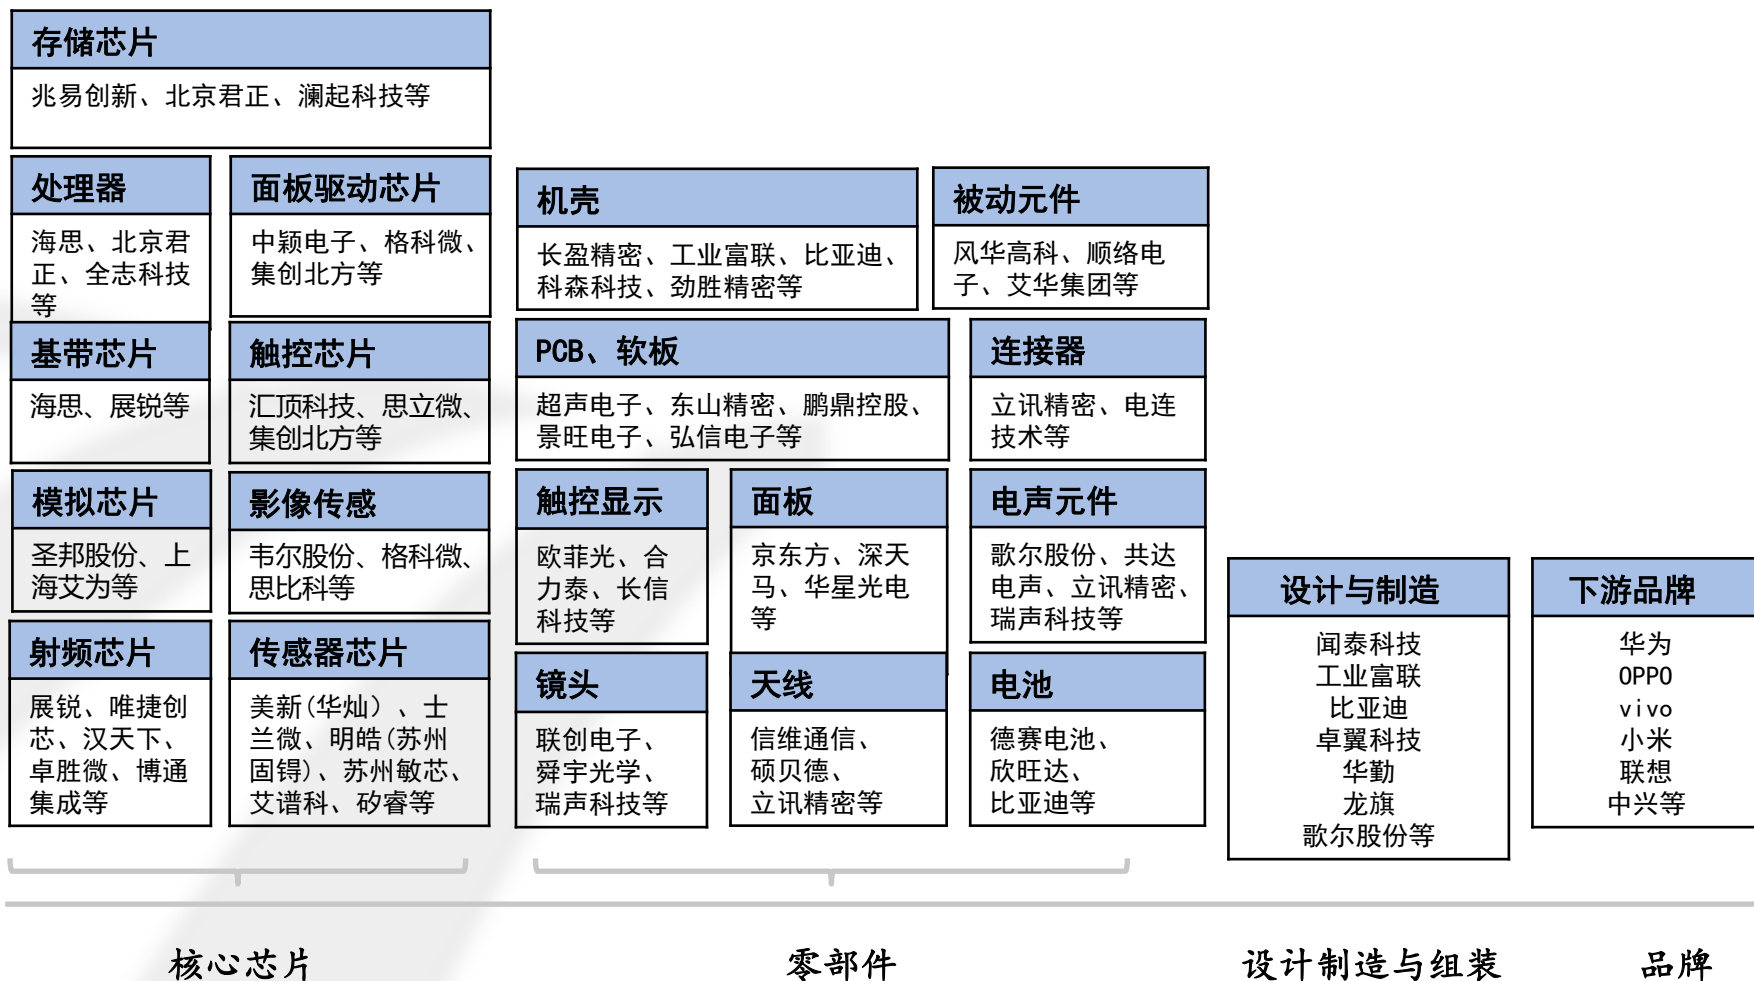 存储芯片
兆易创新、北京君正、澜起科技等
处理器
海思、北京君
正、全志科技
等
面板驱动芯片
中颖电子、格科微、
集创北方等
基带芯片
海思、展锐等
触控芯片
汇顶科技、思立微、
集创北方等
模拟芯片
圣邦股份、上
海艾为等
影像传感
韦尔股份、格科微、
思比科等
射频芯片
展锐、唯捷创
芯、汉天下、
卓胜微、博通
集成等
传感器芯片
美新(华灿）、士
兰微、明皓(苏州
固锝)、苏州敏芯、
艾谱科、矽睿等
机壳
长盈精密、工业富联、比亚迪、
科森科技、劲胜精密等
被动元件
风华高科、顺络电
子、艾华集团等
PCB、软板
超声电子、东山精密、鹏鼎控股、
景旺电子、弘信电子等
连接器
立讯精密、电连
技术等
触控显示
欧菲光、合
力泰、长信
科技等
面板
京东方、深天
马、华星光电
等
电声元件
歌尔股份、共达
电声、立讯精密、
瑞声科技等
镜头
联创电子、
舜宇光学、
瑞声科技等
天线
信维通信、
硕贝德、
立讯精密等
电池
德赛电池、
欣旺达、
比亚迪等
设计与制造
闻泰科技
工业富联
比亚迪
卓翼科技
华勤
龙旗
歌尔股份等
下游品牌
华为
OPPO
vivo
小米
联想
中兴等
核心芯片
零部件
设计制造与组装
品牌